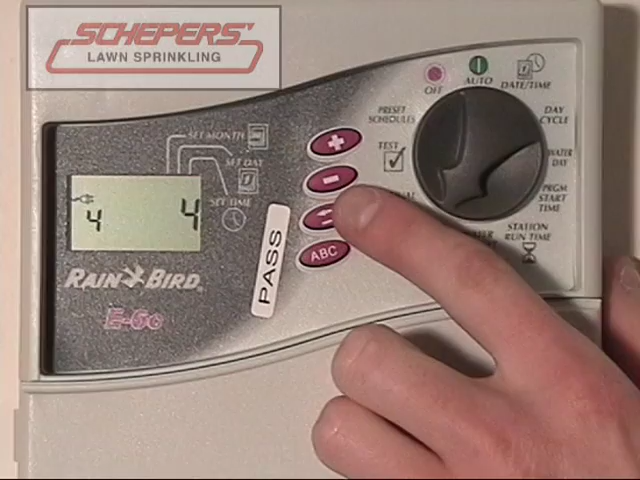 SCHEPERS'
LAWN SPRINKLING
OFF
AUTO
DATE/TIME
PRESET
SCHEDULES
DAY
CYCLE
TEST
WATER
DAY
PRGM
START
TIME
STATION
RUN TIME
SET MONTH
SET DAY
SET TIME
4 4
ABC
PASS
RAIN BIRD
E-6c